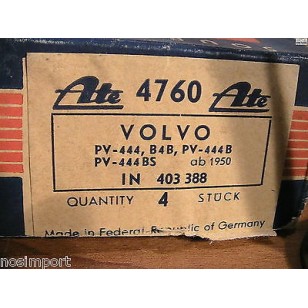 Ate 4760 Ate
VOLVO
PV-444, B4B, PV-444B
PV-444BS ab 1950
IN 403 388
QUANTITY 4 STÜCK
Made in Federal-Republic of Germany
nosimport